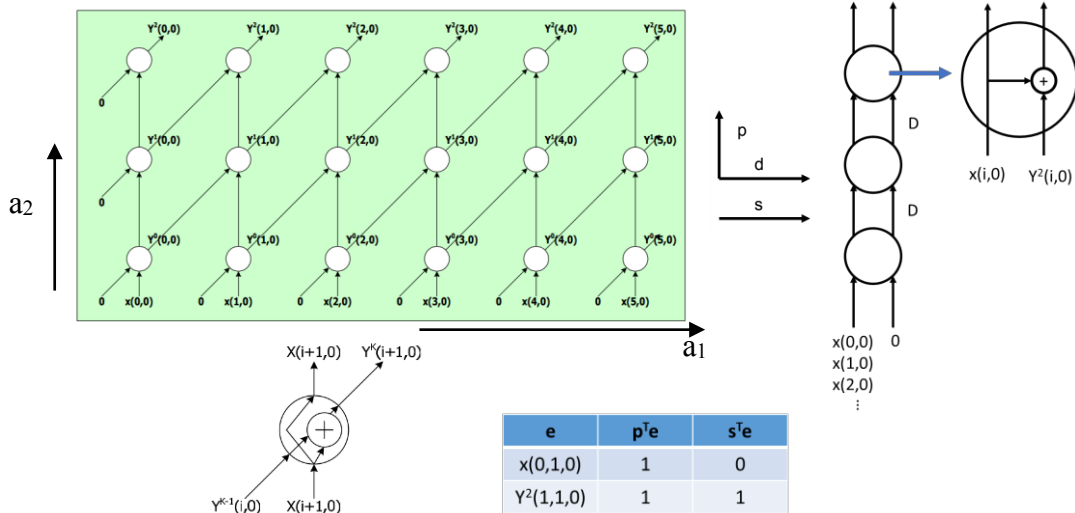 Y²(0,0) Y²(1,0) Y²(2,0) Y²(3,0) Y²(4,0) Y²(5,0)
0
Y¹(0,0) Y¹(1,0) Y¹(2,0) Y¹(3,0) Y¹(4,0) Y¹(5,0)
0
Y⁰(0,0) Y⁰(1,0) Y⁰(2,0) Y⁰(3,0) Y⁰(4,0) Y⁰(5,0)
0 x(0,0) 0 x(1,0) 0 x(2,0) 0 x(3,0) 0 x(4,0) 0 x(5,0)
a₂
a₁
p
d
s
D
D
x(0,0) 0
x(1,0)
x(2,0)
⋮
+
x(i,0) Y²(i,0)
X(i+1,0) Yᴷ(i+1,0)
+
Yᴷ⁻¹(i,0) X(i+1,0)
e pᵀe sᵀe
x(0,1,0) 1 0
Y²(1,1,0) 1 1